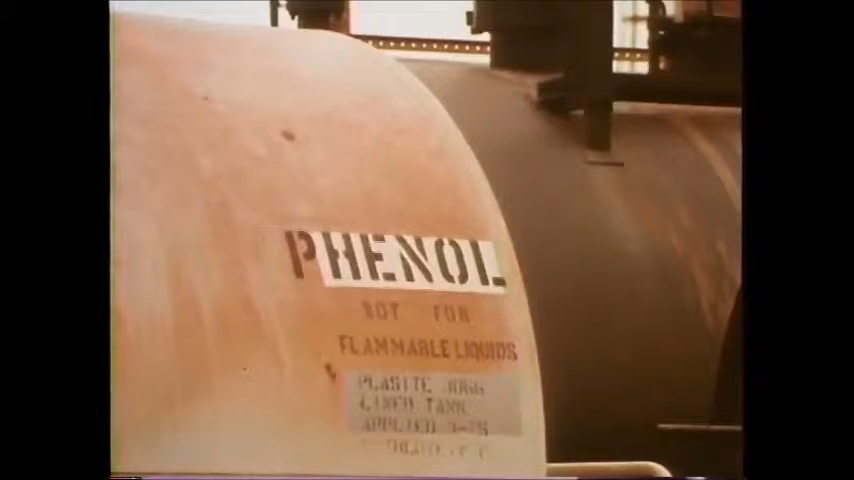 PHENOL
NOT FOR
FLAMMABLE LIQUIDS
PLASITE
LINED TANK
APPLIED